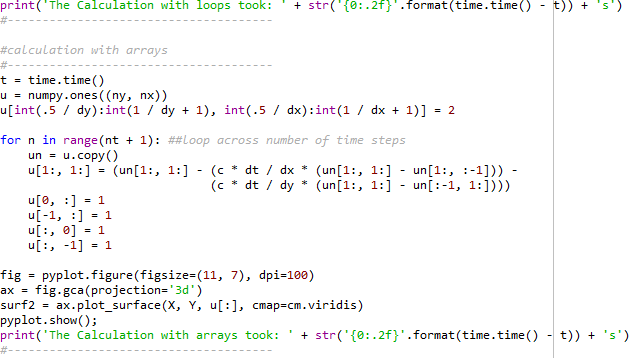 print('The Calculation with loops took: ' + str('{0:.2f}'.format(time.time() - t)) + 's')
#--------------------------------------

#calculation with arrays
#--------------------------------------
t = time.time()
u = numpy.ones((ny, nx))
u[int(.5 / dy):int(1 / dy + 1), int(.5 / dx):int(1 / dx + 1)] = 2

for n in range(nt + 1): ##loop across number of time steps
    un = u.copy()
    u[1:, 1:] = (un[1:, 1:] - (c * dt / dx * (un[1:, 1:] - un[1:, :-1])) -
                              (c * dt / dy * (un[1:, 1:] - un[:-1, 1:])))
    u[0, :] = 1
    u[-1, :] = 1
    u[:, 0] = 1
    u[:, -1] = 1

fig = pyplot.figure(figsize=(11, 7), dpi=100)
ax = fig.gca(projection='3d')
surf2 = ax.plot_surface(X, Y, u[:], cmap=cm.viridis)
pyplot.show();
print('The Calculation with arrays took: ' + str('{0:.2f}'.format(time.time() - t)) + 's')
#--------------------------------------